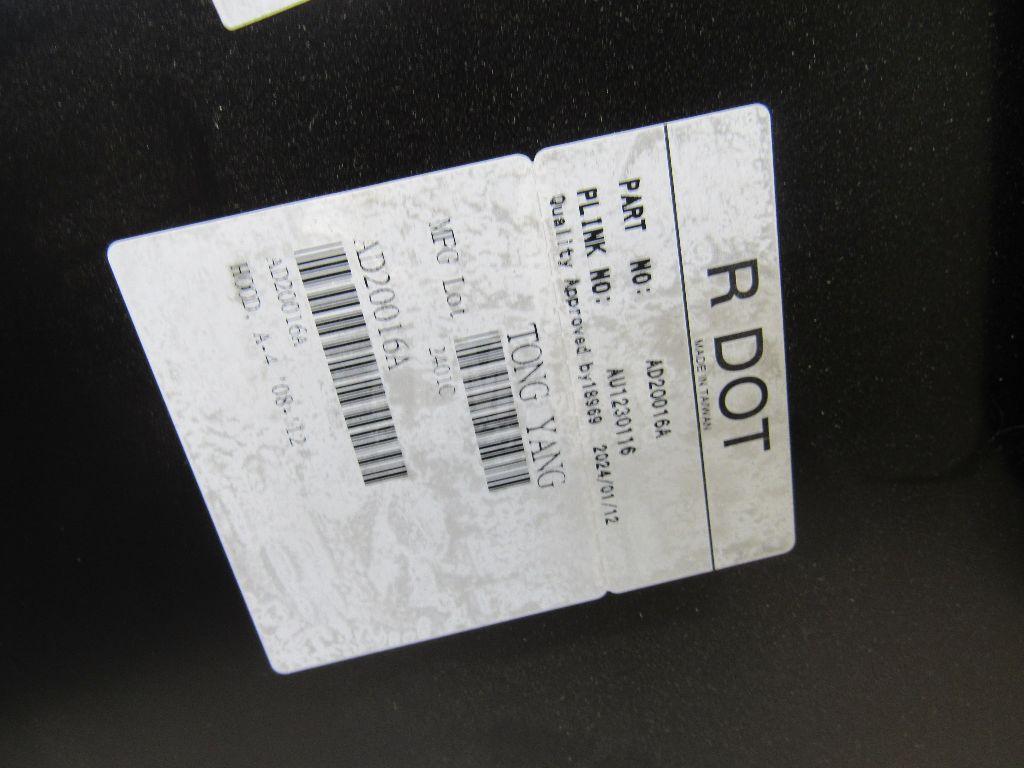 R DOT
MADE IN TAIWAN
PART NO: AD20016A
PLINK NO: AU1230116
Quality Approved by18969 2024/01/12
TONG YANG
MFG Lot 2401C
AD20016A
AD20016A
HOOD, A-4 '08-'12